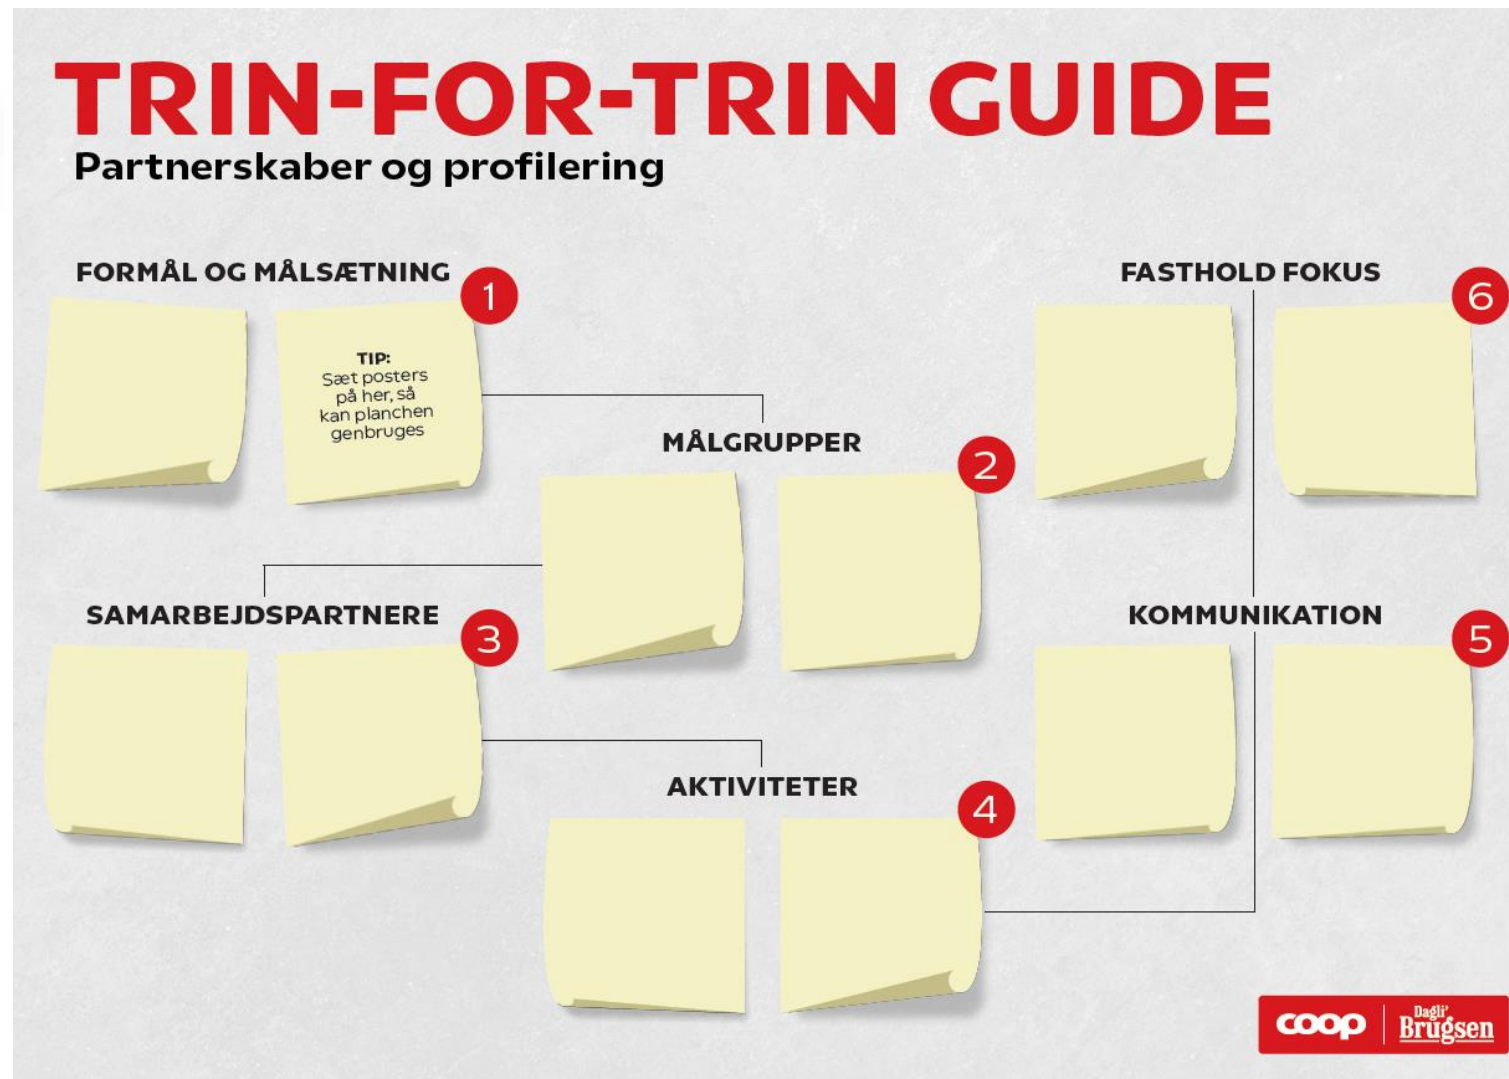 TRIN-FOR-TRIN GUIDE
Partnerskaber og profilering
FORMÅL OG MÅLSÆTNING
1
TIP:
Sæt posters
på her, så
kan planchen
genbruges
MÅLGRUPPER
2
SAMARBEJDSPARTNERE
3
AKTIVITETER
4
KOMMUNIKATION
5
FASTHOLD FOKUS
6
coop
Dagli'
Brugsen